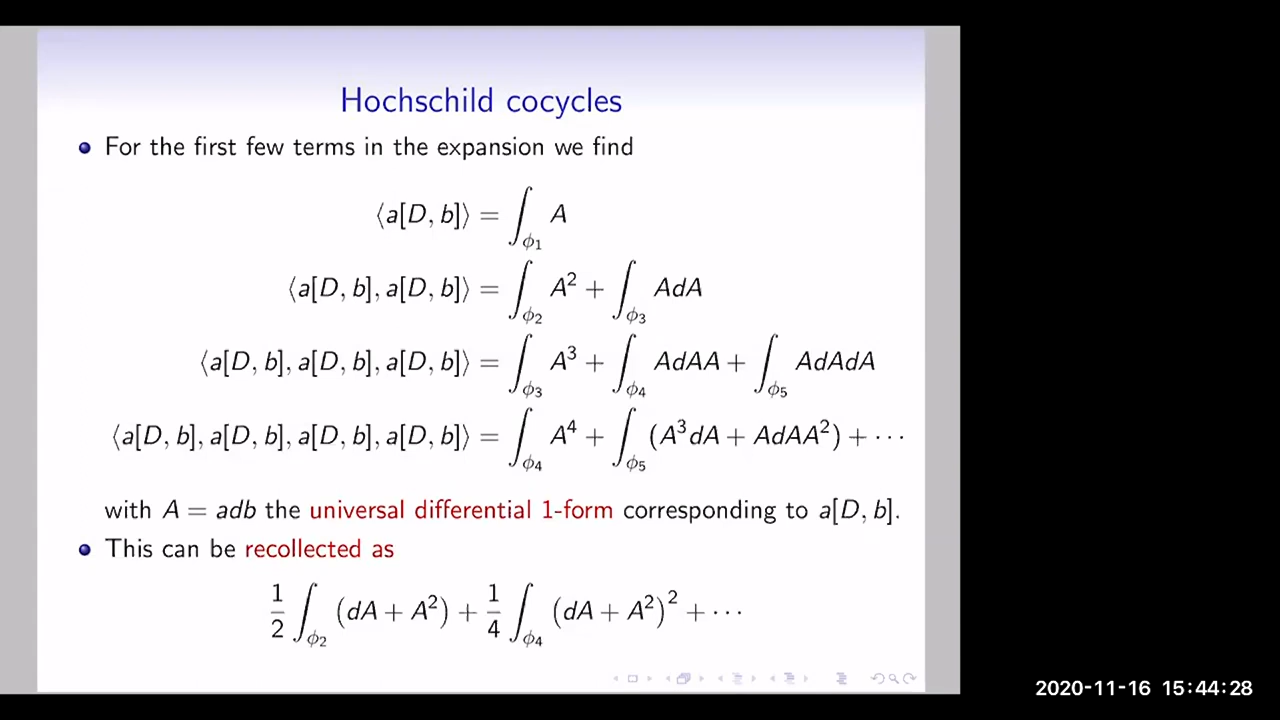 Hochschild cocycles
For the first few terms in the expansion we find
⟨a[D, b]⟩ = ∫_{ϕ₁} A
⟨a[D, b], a[D, b]⟩ = ∫_{ϕ₂} A² + ∫_{ϕ₃} AdA
⟨a[D, b], a[D, b], a[D, b]⟩ = ∫_{ϕ₃} A³ + ∫_{ϕ₄} AdAA + ∫_{ϕ₅} AdAdA
⟨a[D, b], a[D, b], a[D, b], a[D, b]⟩ = ∫_{ϕ₄} A⁴ + ∫_{ϕ₅} (A³dA + AdAA²) + ···
with A = adb the universal differential 1-form corresponding to a[D, b].
This can be recollected as
1/2 ∫_{ϕ₂} (dA + A²) + 1/4 ∫_{ϕ₄} (dA + A²)² + ···
2020-11-16 15:44:28